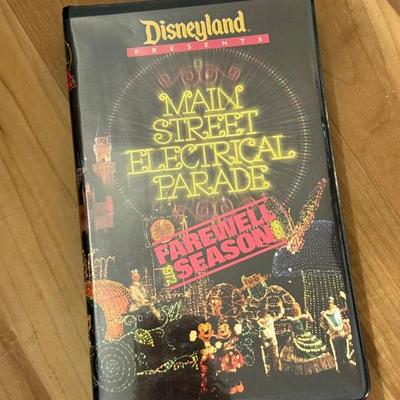 Disneyland
PRESENTS
MAIN
STREET
ELECTRICAL
PARADE
FAREWELL
SEASON